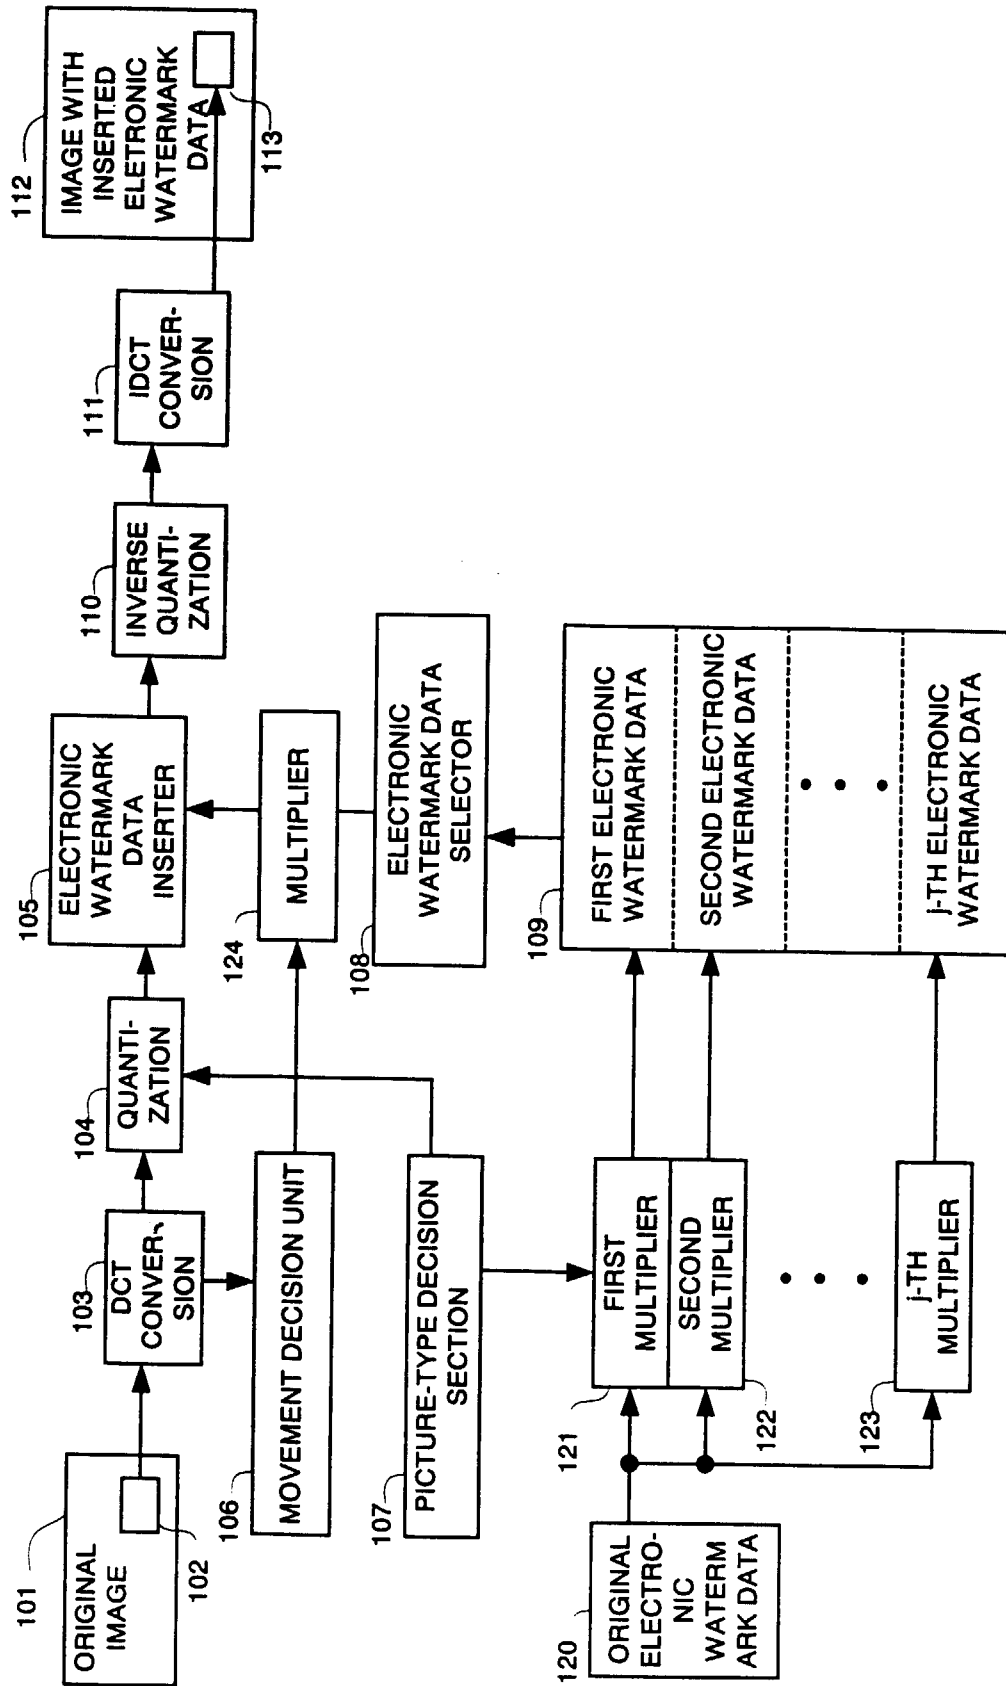 101
ORIGINAL
IMAGE
102
103
DCT
CONVER-
SION
104
QUANTI-
ZATION
105
ELECTRONIC
WATERMARK
DATA
INSERTER
110
INVERSE
QUANTI-
ZATION
111
IDCT
CONVER-
SION
112
IMAGE WITH
INSERTED
ELETRONIC
WATERMARK
DATA
113
106
MOVEMENT DECISION UNIT
124
MULTIPLIER
107
PICTURE-TYPE DECISION
SECTION
108
ELECTRONIC
WATERMARK DATA
SELECTOR
120
ORIGINAL
ELECTRO-
NIC
WATERM
ARK DATA
121
FIRST
MULTIPLIER
SECOND
MULTIPLIER
122
123
j-TH
MULTIPLIER
109
FIRST ELECTRONIC
WATERMARK DATA
SECOND ELECTRONIC
WATERMARK DATA
j-TH ELECTRONIC
WATERMARK DATA